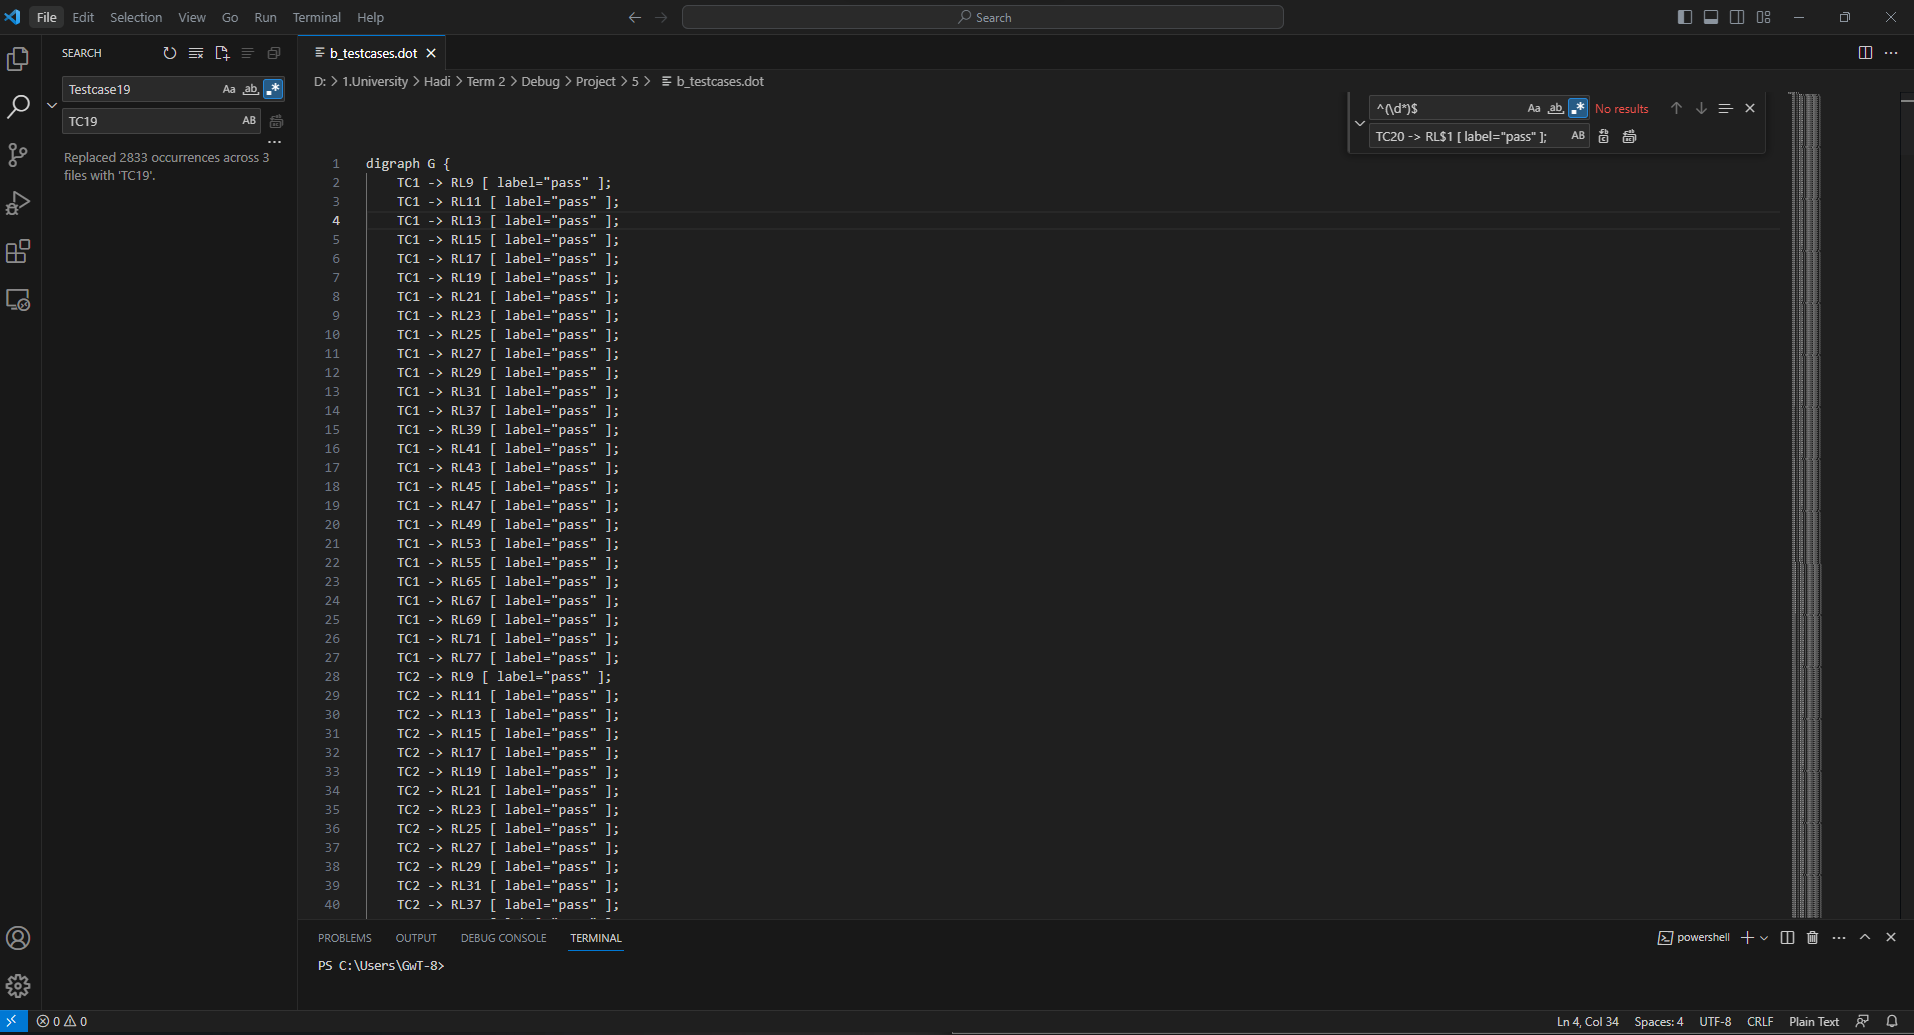 File Edit Selection View Go Run Terminal Help
Search
SEARCH
Testcase19 Aa ab .*
TC19 AB
Replaced 2833 occurrences across 3
files with 'TC19'.
b_testcases.dot
D: > 1.University > Hadi > Term 2 > Debug > Project > 5 > b_testcases.dot
^(\d*)$ Aa ab .* No results
TC20 -> RL$1 [ label="pass" ]; AB
1 digraph G {
2 TC1 -> RL9 [ label="pass" ];
3 TC1 -> RL11 [ label="pass" ];
4 TC1 -> RL13 [ label="pass" ];
5 TC1 -> RL15 [ label="pass" ];
6 TC1 -> RL17 [ label="pass" ];
7 TC1 -> RL19 [ label="pass" ];
8 TC1 -> RL21 [ label="pass" ];
9 TC1 -> RL23 [ label="pass" ];
10 TC1 -> RL25 [ label="pass" ];
11 TC1 -> RL27 [ label="pass" ];
12 TC1 -> RL29 [ label="pass" ];
13 TC1 -> RL31 [ label="pass" ];
14 TC1 -> RL37 [ label="pass" ];
15 TC1 -> RL39 [ label="pass" ];
16 TC1 -> RL41 [ label="pass" ];
17 TC1 -> RL43 [ label="pass" ];
18 TC1 -> RL45 [ label="pass" ];
19 TC1 -> RL47 [ label="pass" ];
20 TC1 -> RL49 [ label="pass" ];
21 TC1 -> RL53 [ label="pass" ];
22 TC1 -> RL55 [ label="pass" ];
23 TC1 -> RL65 [ label="pass" ];
24 TC1 -> RL67 [ label="pass" ];
25 TC1 -> RL69 [ label="pass" ];
26 TC1 -> RL71 [ label="pass" ];
27 TC1 -> RL77 [ label="pass" ];
28 TC2 -> RL9 [ label="pass" ];
29 TC2 -> RL11 [ label="pass" ];
30 TC2 -> RL13 [ label="pass" ];
31 TC2 -> RL15 [ label="pass" ];
32 TC2 -> RL17 [ label="pass" ];
33 TC2 -> RL19 [ label="pass" ];
34 TC2 -> RL21 [ label="pass" ];
35 TC2 -> RL23 [ label="pass" ];
36 TC2 -> RL25 [ label="pass" ];
37 TC2 -> RL27 [ label="pass" ];
38 TC2 -> RL29 [ label="pass" ];
39 TC2 -> RL31 [ label="pass" ];
40 TC2 -> RL37 [ label="pass" ];
PROBLEMS OUTPUT DEBUG CONSOLE TERMINAL
powershell
PS C:\Users\GwT-8>
0 0
Ln 4, Col 34 Spaces: 4 UTF-8 CRLF Plain Text